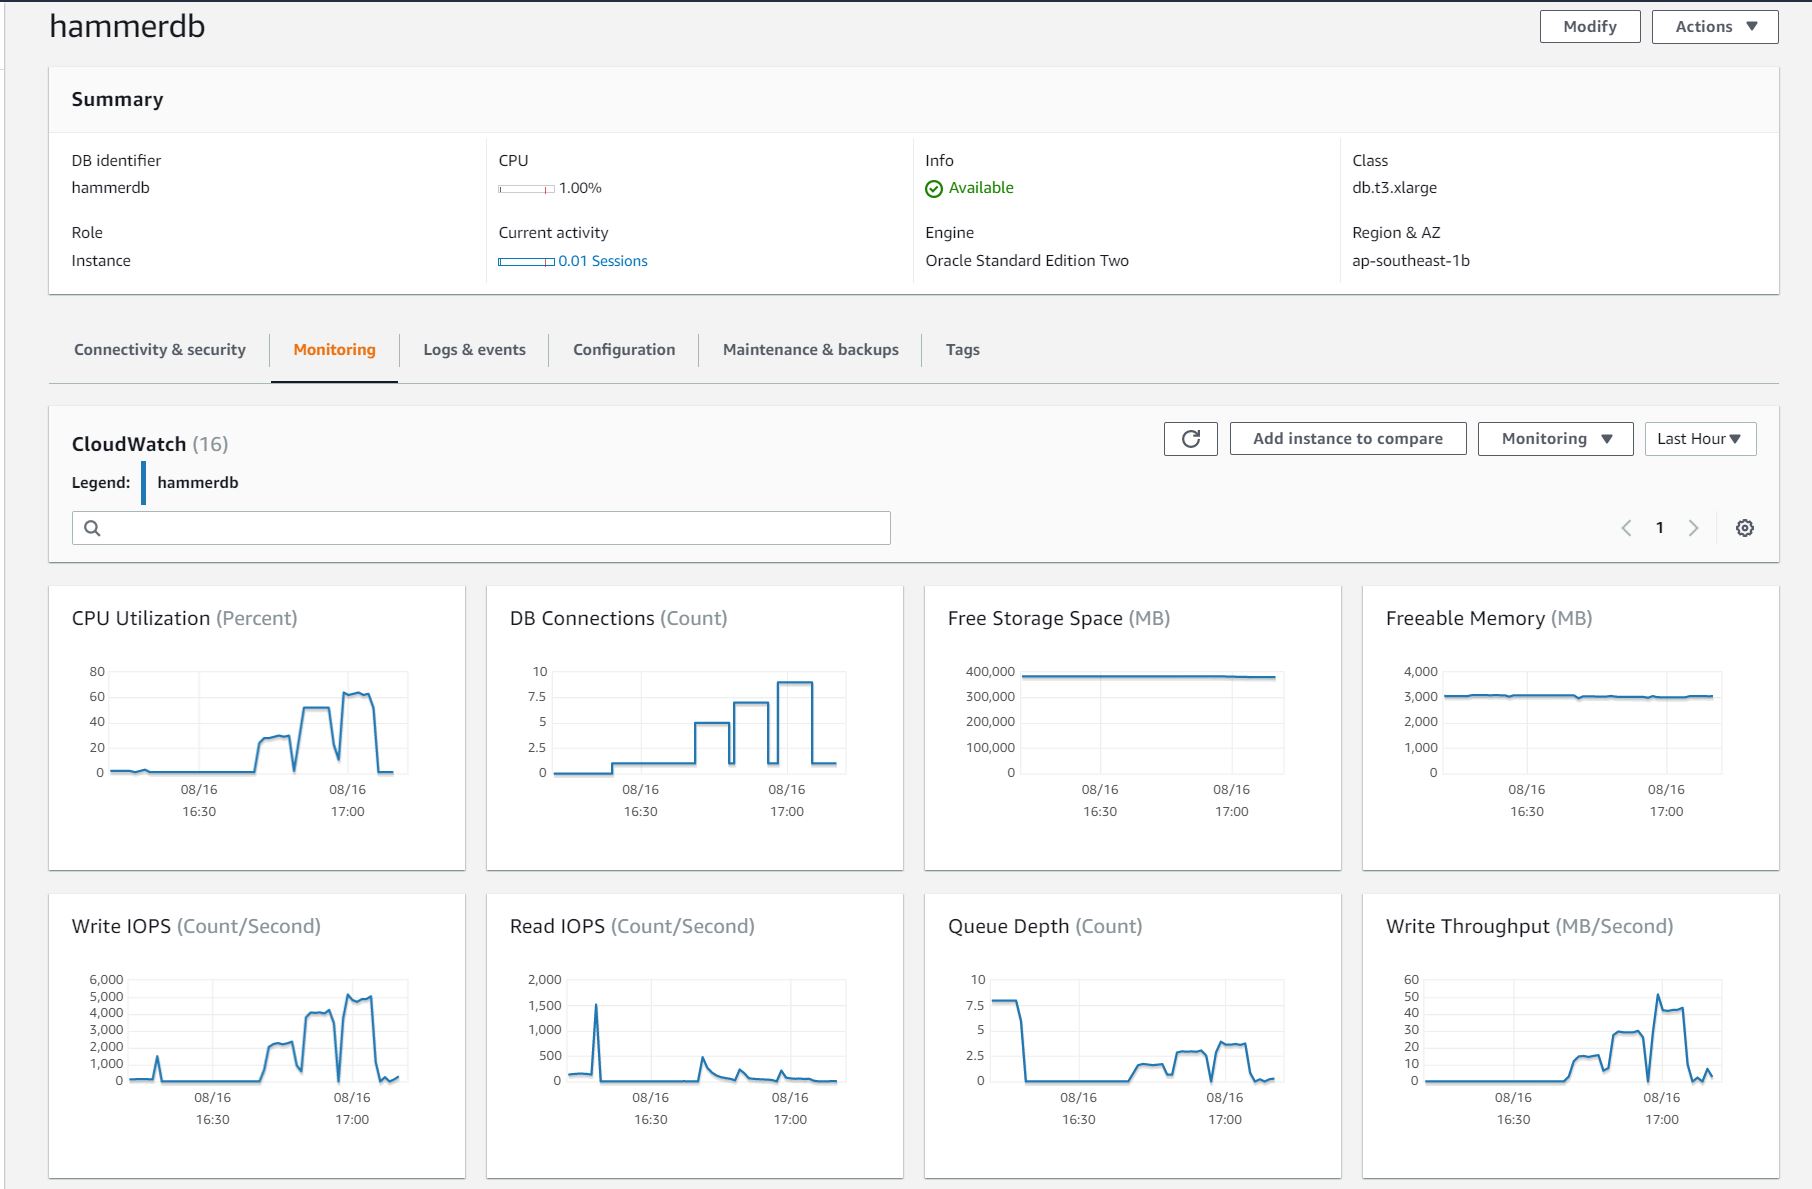 hammerdb
Modify
Actions
Summary
DB identifier
hammerdb
CPU
1.00%
Info
Available
Class
db.t3.xlarge
Role
Instance
Current activity
0.01 Sessions
Engine
Oracle Standard Edition Two
Region & AZ
ap-southeast-1b
Connectivity & security
Monitoring
Logs & events
Configuration
Maintenance & backups
Tags
CloudWatch (16)
Add instance to compare
Monitoring
Last Hour
Legend:
hammerdb
1
CPU Utilization (Percent)
80
60
40
20
0
08/16
16:30
08/16
17:00
DB Connections (Count)
10
7.5
5
2.5
0
08/16
16:30
08/16
17:00
Free Storage Space (MB)
400,000
300,000
200,000
100,000
0
08/16
16:30
08/16
17:00
Freeable Memory (MB)
4,000
3,000
2,000
1,000
0
08/16
16:30
08/16
17:00
Write IOPS (Count/Second)
6,000
5,000
4,000
3,000
2,000
1,000
0
08/16
16:30
08/16
17:00
Read IOPS (Count/Second)
2,000
1,500
1,000
500
0
08/16
16:30
08/16
17:00
Queue Depth (Count)
10
7.5
5
2.5
0
08/16
16:30
08/16
17:00
Write Throughput (MB/Second)
60
50
40
30
20
10
0
08/16
16:30
08/16
17:00